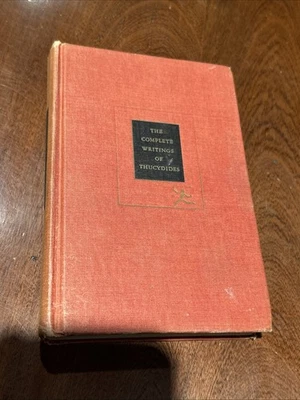 THE
COMPLETE
WRITINGS
OF
THUCYDIDES